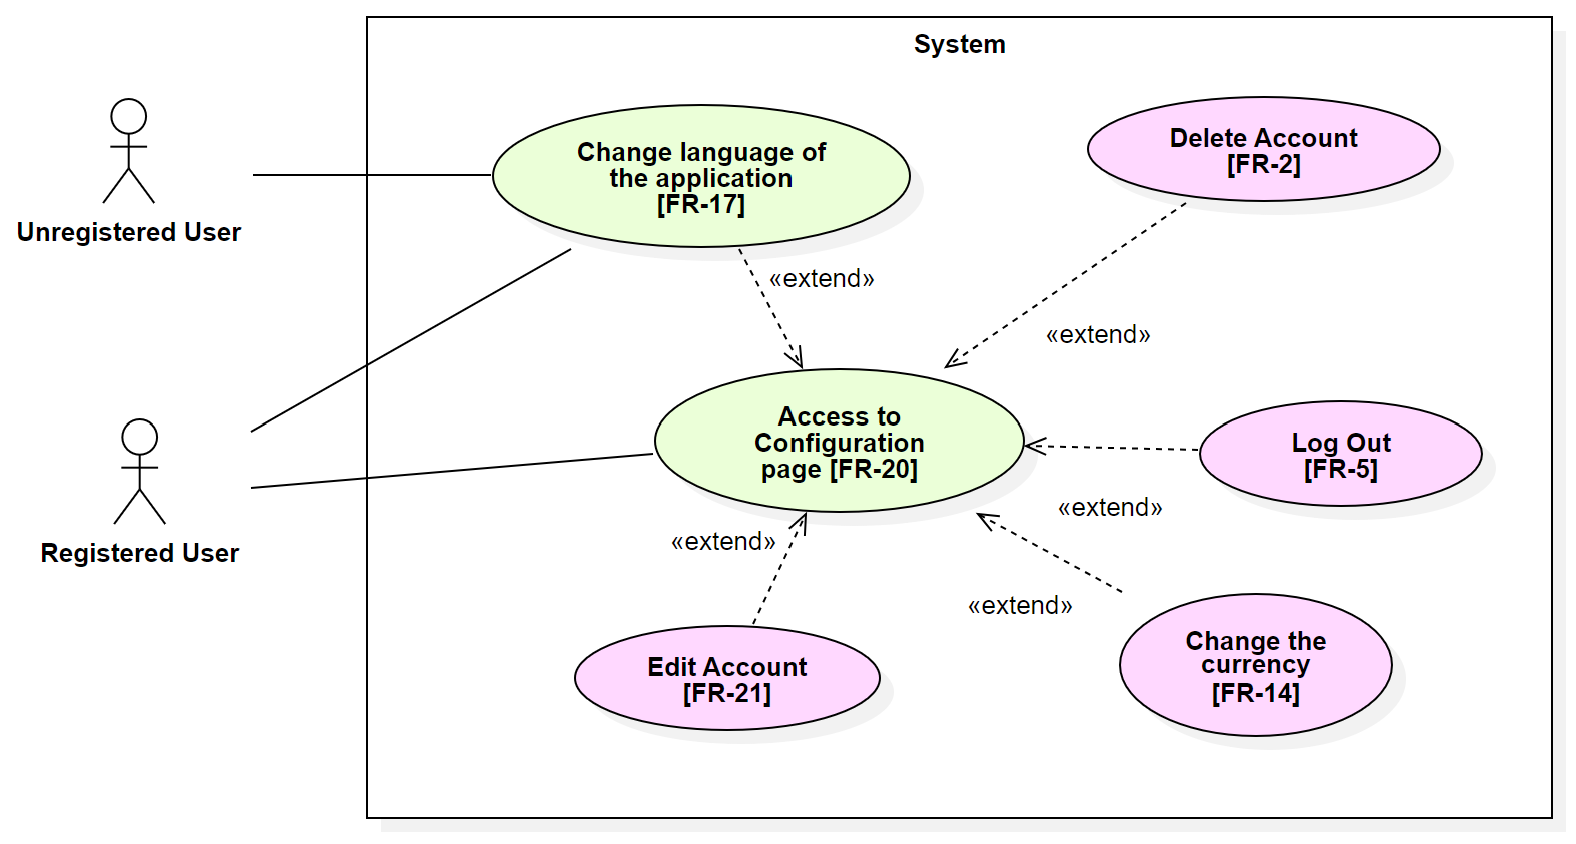 System
Change language of
the application
[FR-17]
Delete Account
[FR-2]
Unregistered User
«extend»
«extend»
Access to
Configuration
page [FR-20]
Log Out
[FR-5]
«extend»
Registered User
«extend»
«extend»
Edit Account
[FR-21]
Change the
currency
[FR-14]